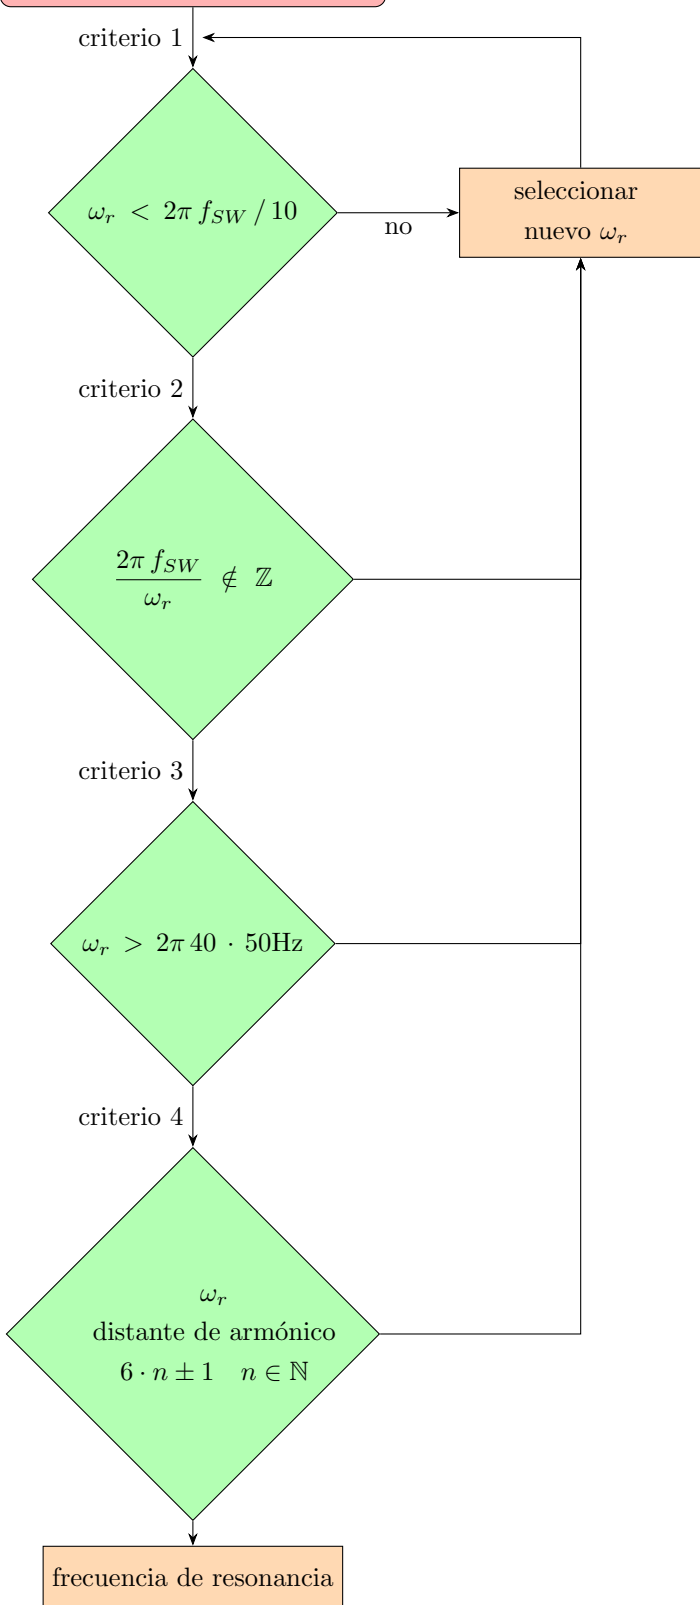 criterio 1
ω_r < 2π f_SW / 10
no
seleccionar
nuevo ω_r
criterio 2
2π f_SW
ω_r
∉ ℤ
criterio 3
ω_r > 2π 40 · 50Hz
criterio 4
ω_r
distante de armónico
6 · n ± 1 n ∈ ℕ
frecuencia de resonancia